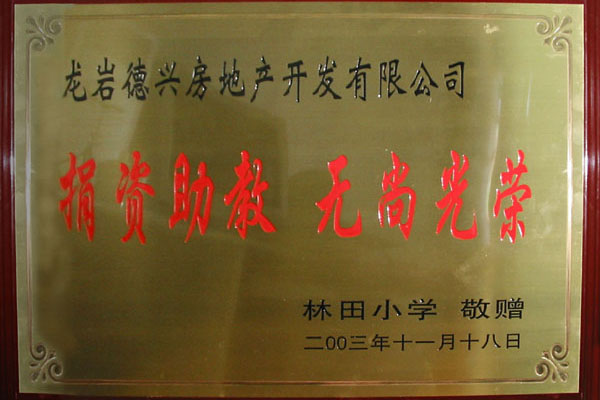 龙岩德兴房地产开发有限公司
捐资助教 无尚光荣
林田小学 敬赠
二00三年十一月十八日